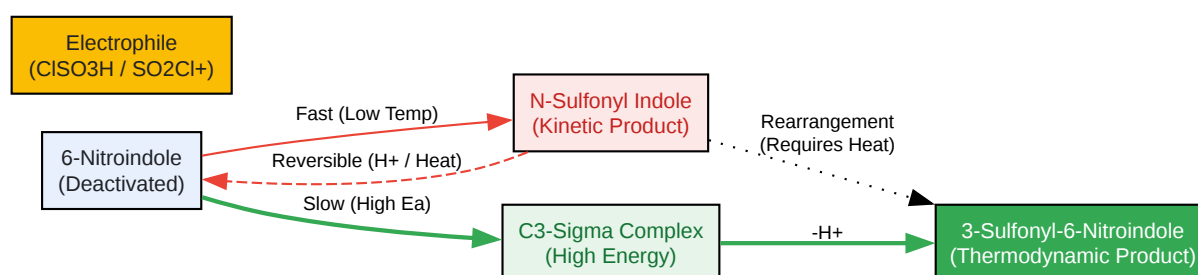 Electrophile
(ClSO3H / SO2Cl+)
Fast (Low Temp)
N-Sulfonyl Indole
(Kinetic Product)
Rearrangement
(Requires Heat)
6-Nitroindole
(Deactivated)
Reversible (H+ / Heat)
Slow (High Ea)
C3-Sigma Complex
(High Energy)
-H+
3-Sulfonyl-6-Nitroindole
(Thermodynamic Product)